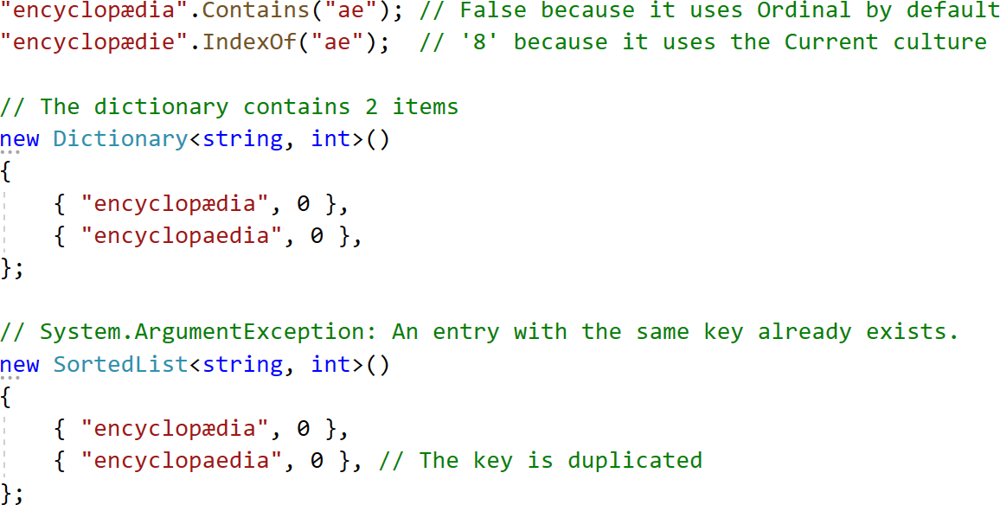 "encyclopædia".Contains("ae"); // False because it uses Ordinal by default
"encyclopædie".IndexOf("ae");  // '8' because it uses the Current culture

// The dictionary contains 2 items
new Dictionary<string, int>()
{
    { "encyclopædia", 0 },
    { "encyclopaedia", 0 },
};

// System.ArgumentException: An entry with the same key already exists.
new SortedList<string, int>()
{
    { "encyclopædia", 0 },
    { "encyclopaedia", 0 }, // The key is duplicated
};